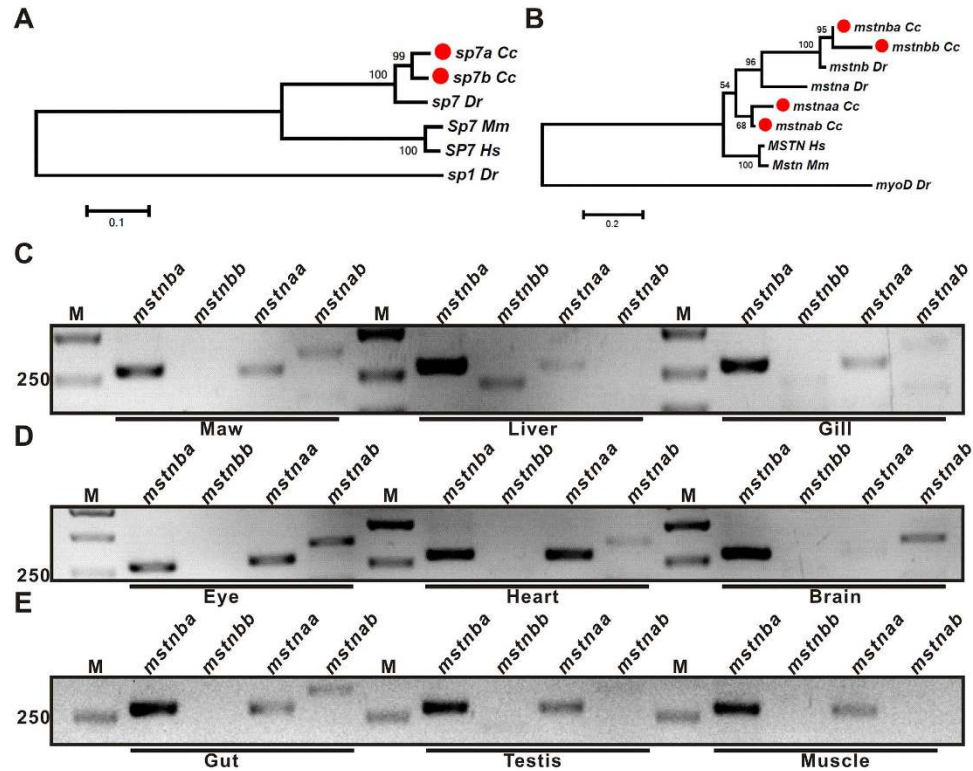 A
99
sp7a Cc
100
sp7b Cc
sp7 Dr
Sp7 Mm
100
SP7 Hs
sp1 Dr
0.1
B
95
mstnba Cc
100
mstnbb Cc
mstnb Dr
96
mstna Dr
54
mstnaa Cc
68
mstnab Cc
MSTN Hs
100
Mstn Mm
myoD Dr
0.2
C
M mstnba mstnbb mstnaa mstnab M mstnba mstnbb mstnaa mstnab M mstnba mstnbb mstnaa mstnab
250
Maw Liver Gill
D
M mstnba mstnbb mstnaa mstnab M mstnba mstnbb mstnaa mstnab M mstnba mstnbb mstnaa mstnab
250
Eye Heart Brain
E
M mstnba mstnbb mstnaa mstnab M mstnba mstnbb mstnaa mstnab M mstnba mstnbb mstnaa mstnab
250
Gut Testis Muscle